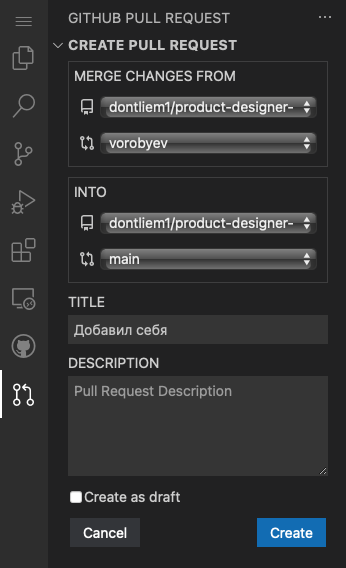 GITHUB PULL REQUEST
CREATE PULL REQUEST
MERGE CHANGES FROM
dontliem1/product-designer-
vorobyev
INTO
dontliem1/product-designer-
main
TITLE
Добавил себя
DESCRIPTION
Pull Request Description
Create as draft
Cancel
Create